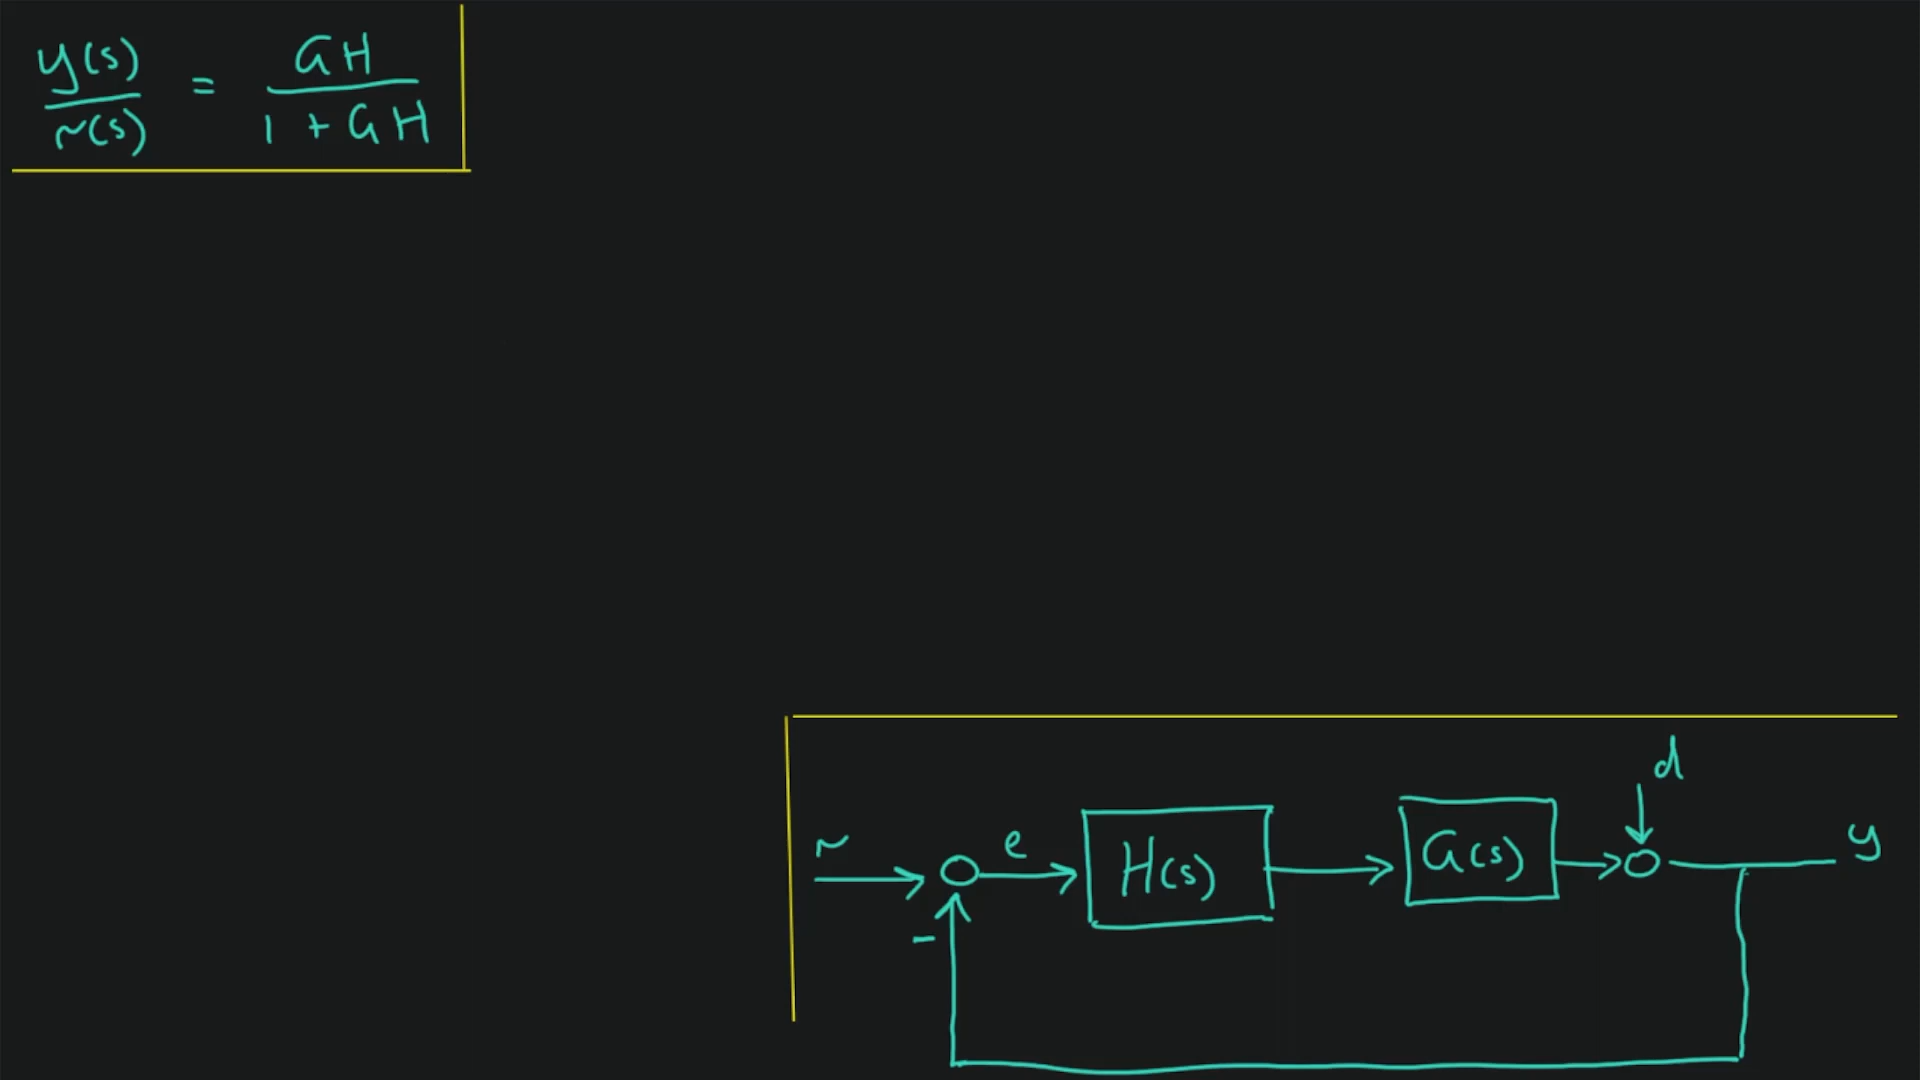 y(s) / r(s) = GH / 1 + GH
d
r e H(s) G(s) y
-